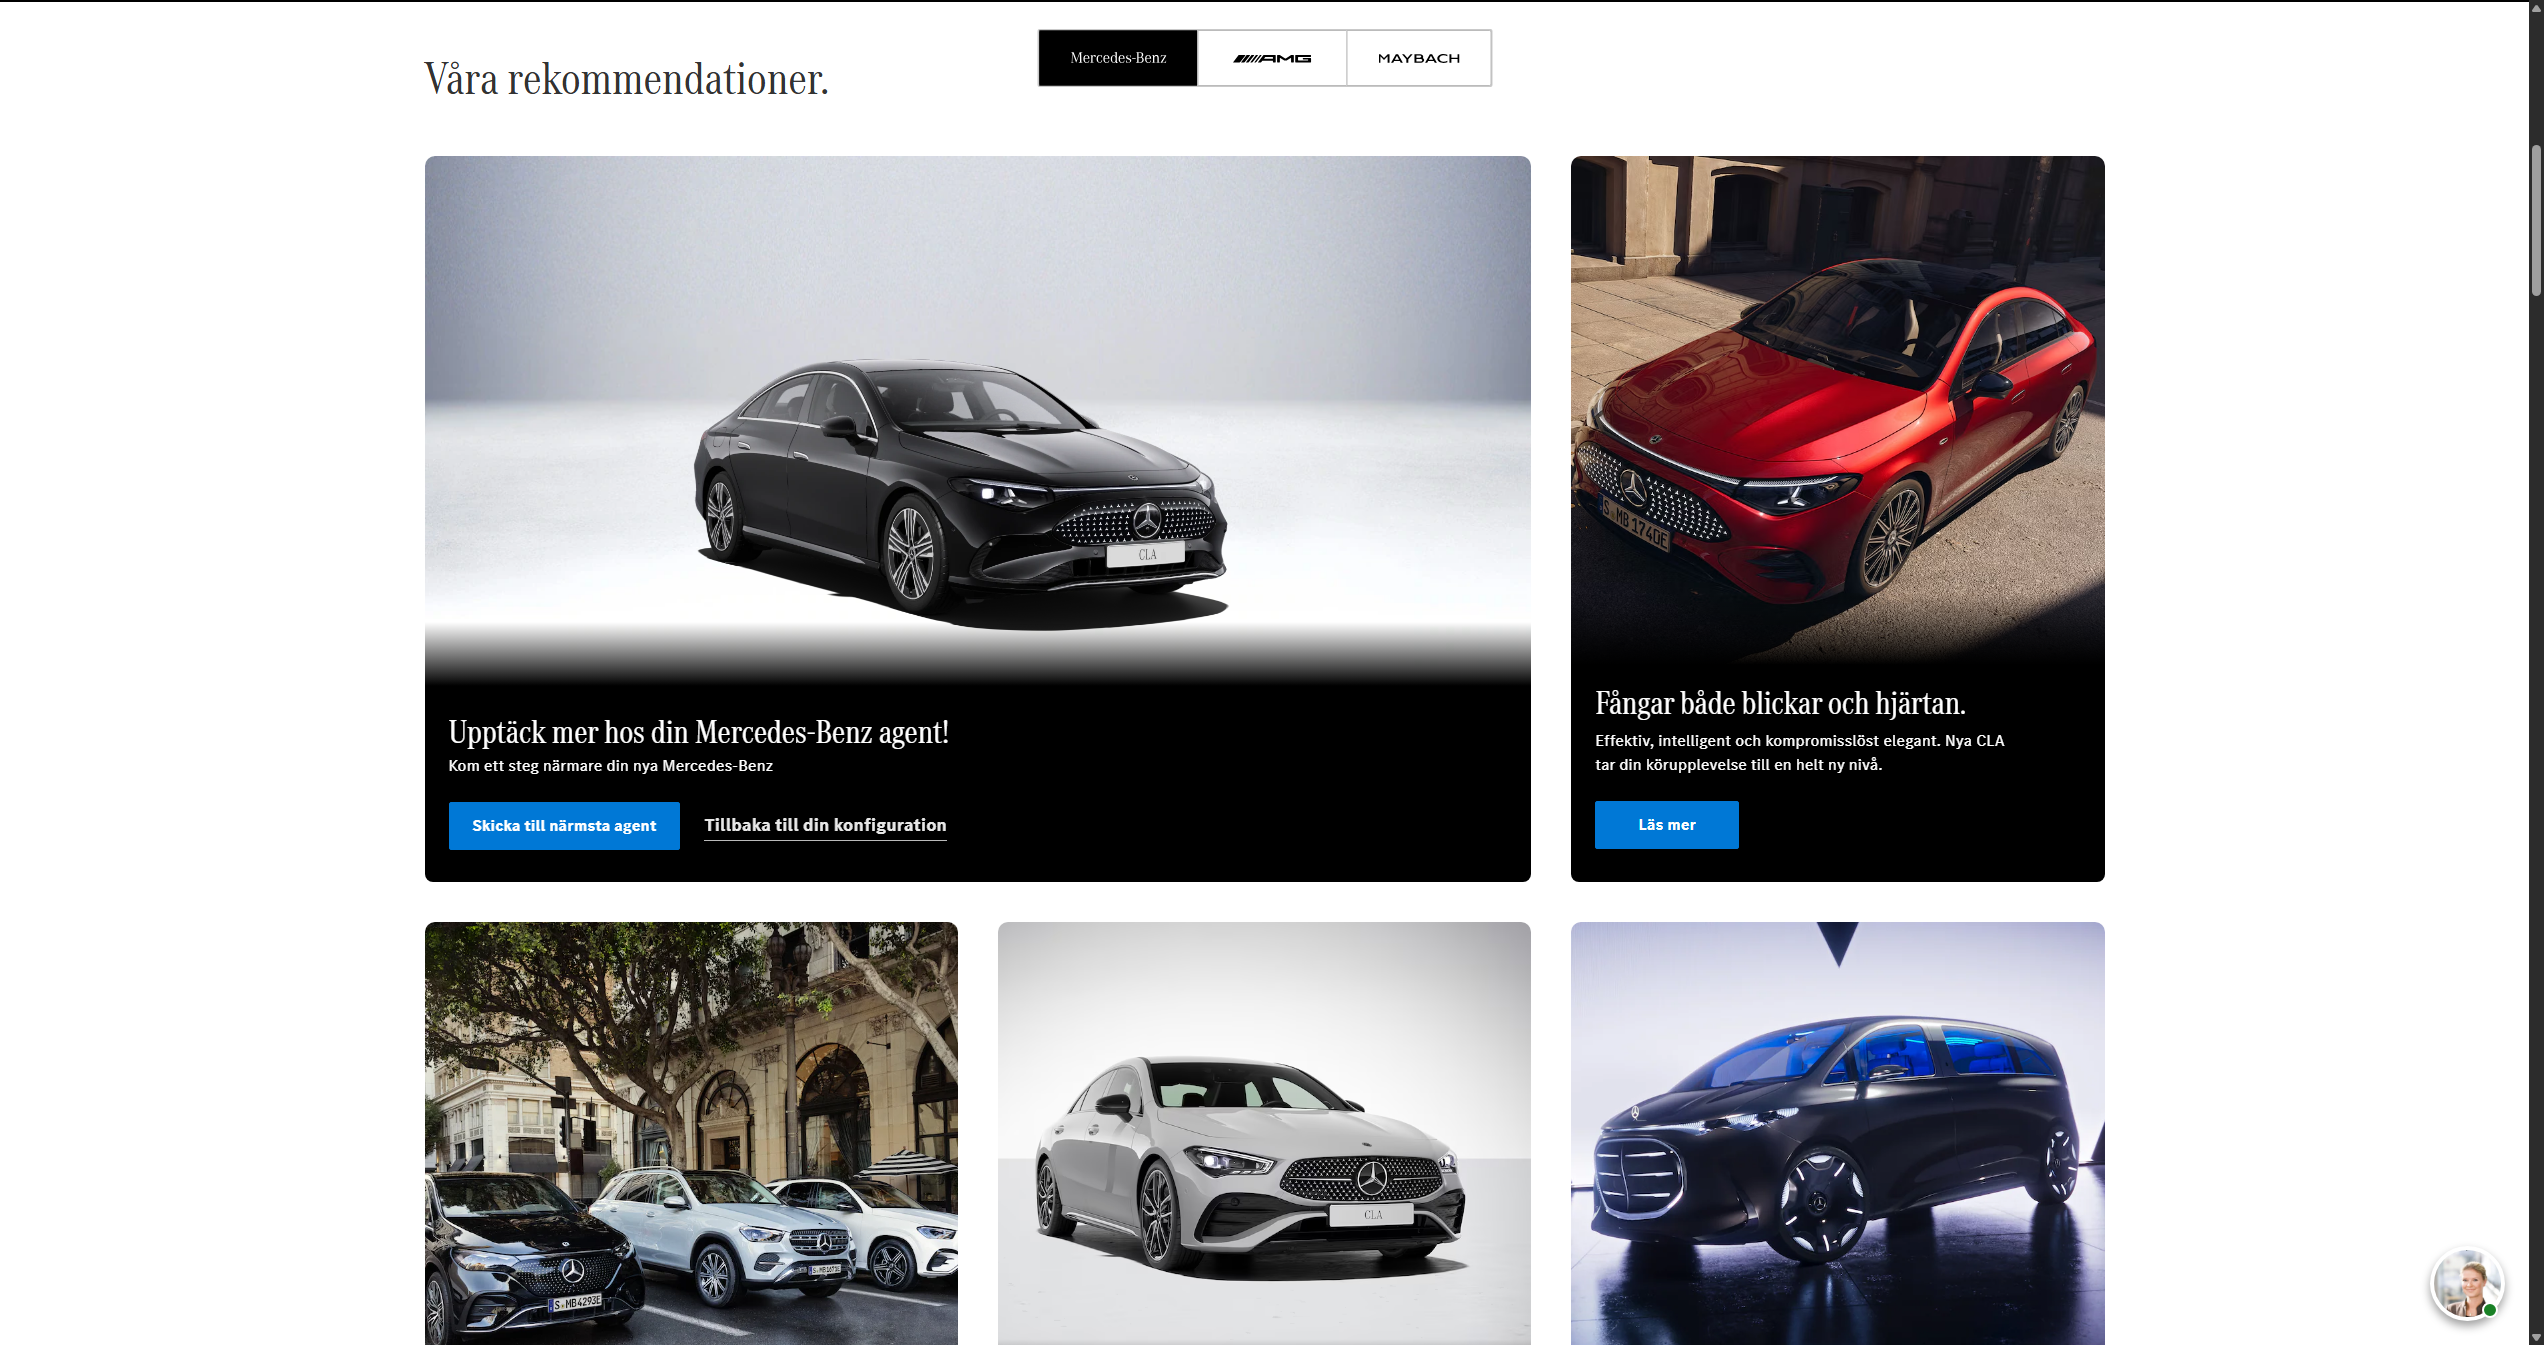 Våra rekommendationer.
Mercedes-Benz
AMG
MAYBACH
CLA
S MB 174OE
Upptäck mer hos din Mercedes-Benz agent!
Kom ett steg närmare din nya Mercedes-Benz
Skicka till närmsta agent
Tillbaka till din konfiguration
Fångar både blickar och hjärtan.
Effektiv, intelligent och kompromisslöst elegant. Nya CLA
tar din körupplevelse till en helt ny nivå.
Läs mer
S MB 4293E
CLA